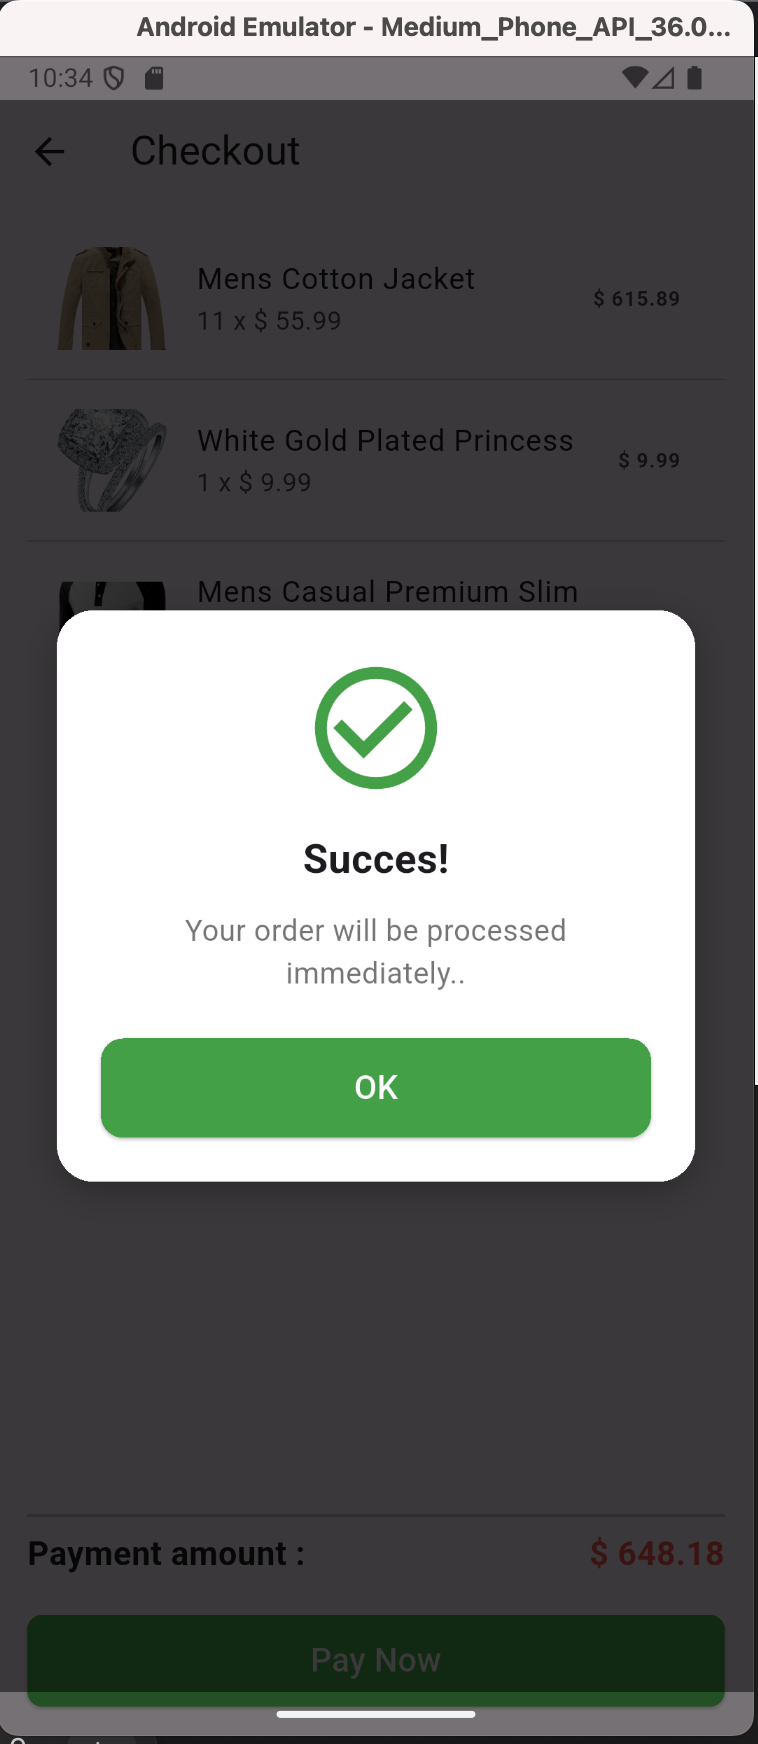 Android Emulator - Medium_Phone_API_36.0...
10:34
Checkout
Mens Cotton Jacket
11 x $ 55.99
$ 615.89
White Gold Plated Princess
1 x $ 9.99
$ 9.99
Mens Casual Premium Slim
Succes!
Your order will be processed
immediately..
OK
Payment amount :
$ 648.18
Pay Now